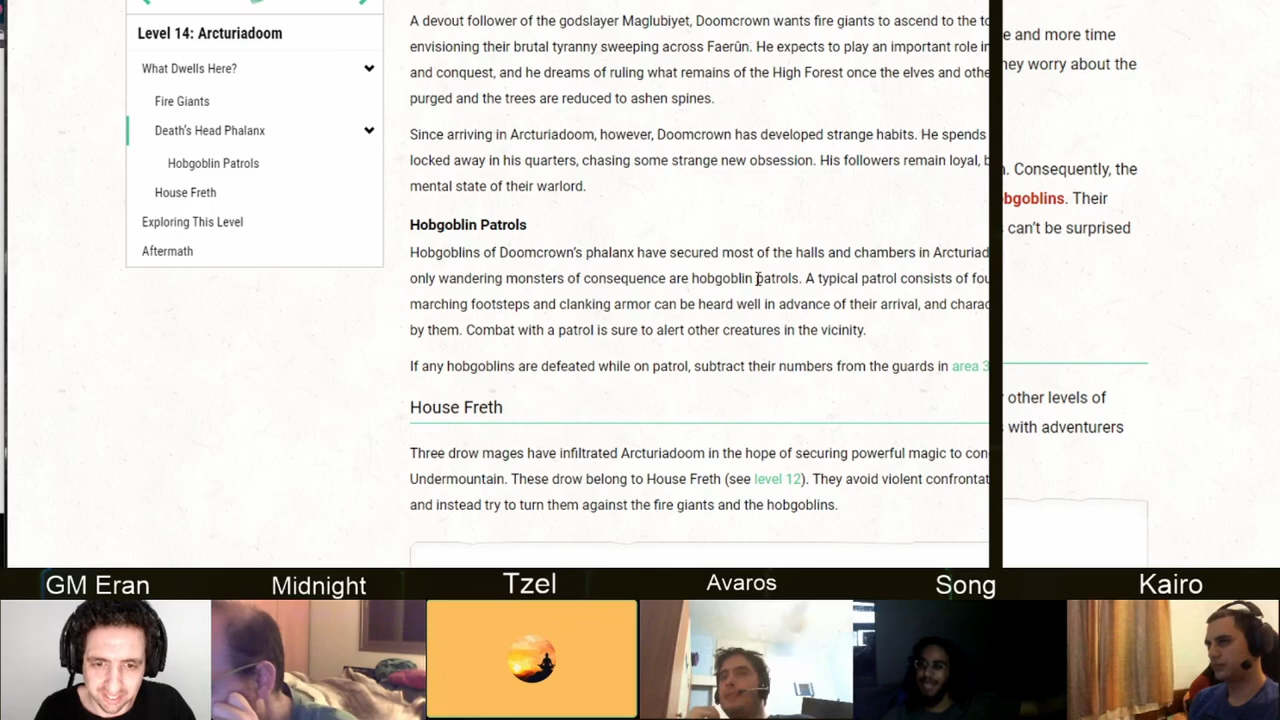 Level 14: Arcturiadoom
What Dwells Here?
Fire Giants
Death's Head Phalanx
Hobgoblin Patrols
House Freth
Exploring This Level
Aftermath
A devout follower of the godslayer Maglubiyet, Doomcrown wants fire giants to ascend to the to
envisioning their brutal tyranny sweeping across Faerûn. He expects to play an important role in
and conquest, and he dreams of ruling what remains of the High Forest once the elves and othe
purged and the trees are reduced to ashen spines.
Since arriving in Arcturiadoom, however, Doomcrown has developed strange habits. He spends
locked away in his quarters, chasing some strange new obsession. His followers remain loyal, b
mental state of their warlord.
Hobgoblin Patrols
Hobgoblins of Doomcrown's phalanx have secured most of the halls and chambers in Arcturiad
only wandering monsters of consequence are hobgoblin patrols. A typical patrol consists of fou
marching footsteps and clanking armor can be heard well in advance of their arrival, and charac
by them. Combat with a patrol is sure to alert other creatures in the vicinity.
If any hobgoblins are defeated while on patrol, subtract their numbers from the guards in area 3
House Freth
Three drow mages have infiltrated Arcturiadoom in the hope of securing powerful magic to con
Undermountain. These drow belong to House Freth (see level 12). They avoid violent confrontat
and instead try to turn them against the fire giants and the hobgoblins.
e and more time
hey worry about the
n. Consequently, the
bgoblins. Their
can't be surprised
other levels of
with adventurers
GM Eran
Midnight
Tzel
Avaros
Song
Kairo